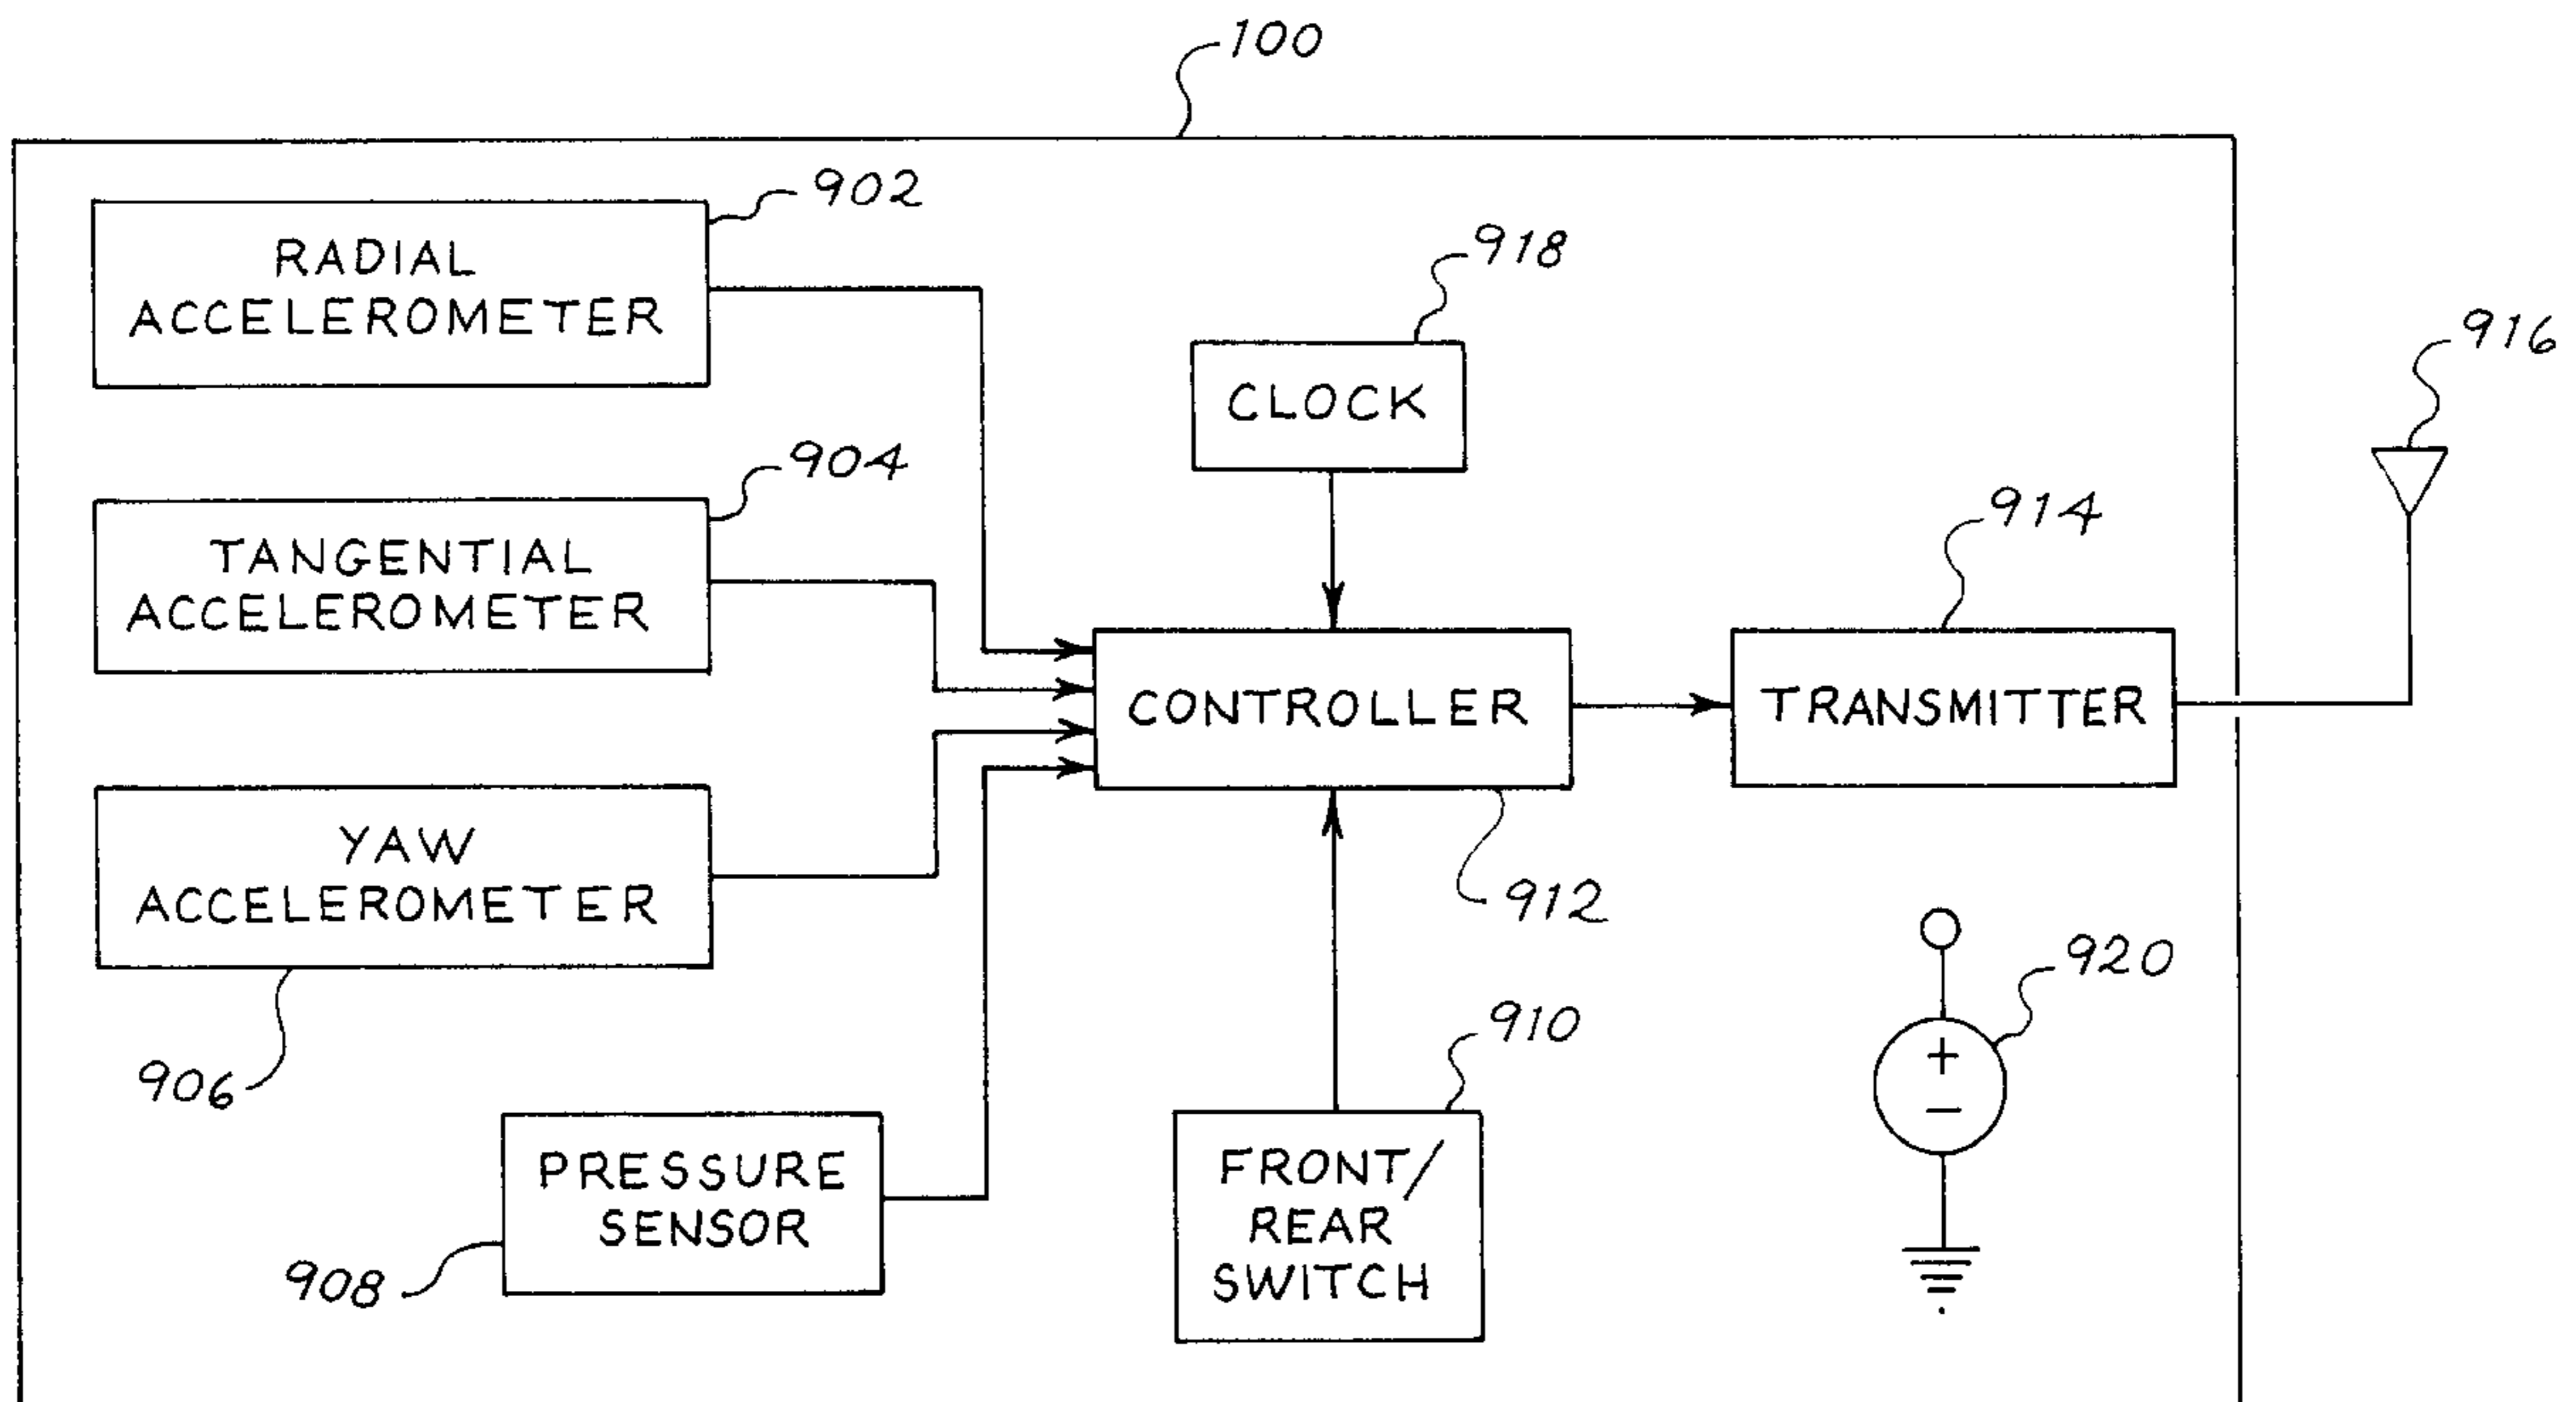 100
902
RADIAL
ACCELEROMETER
918
CLOCK
916
904
TANGENTIAL
ACCELEROMETER
914
CONTROLLER
TRANSMITTER
YAW
ACCELEROMETER
912
906
920
+
−
910
PRESSURE
SENSOR
908
FRONT/
REAR
SWITCH